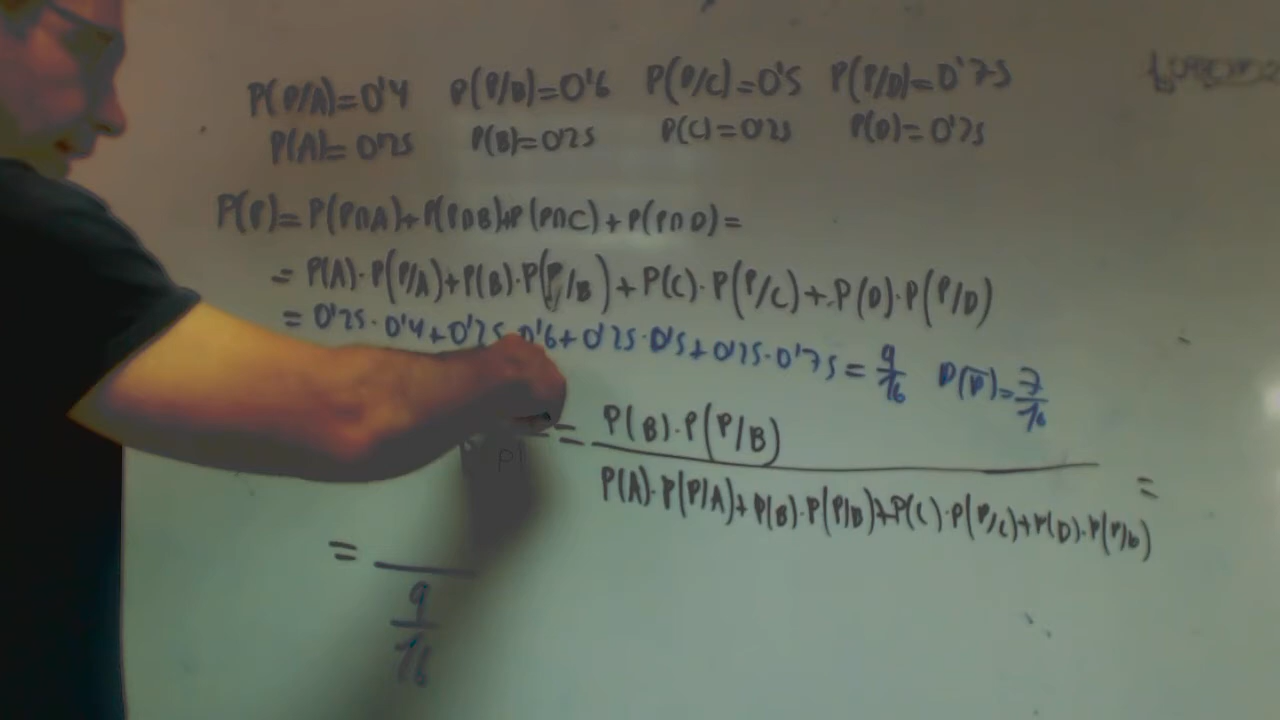 P(P/A)=0'4 P(P/B)=0'6 P(P/C)=0'5 P(P/D)=0'75
P(A)=0'25 P(B)=0'25 P(C)=0'25 P(D)=0'25
P(P)=P(P∩A)+P(P∩B)+P(P∩C)+P(P∩D)=
=P(A)·P(P/A)+P(B)·P(P/B)+P(C)·P(P/C)+P(D)·P(P/D)
=0'25·0'4+0'25·0'6+0'25·0'5+0'25·0'75=9/16 P(P̅)=7/16
= P(B)·P(P/B)
P(A)·P(P/A)+P(B)·P(P/B)+P(C)·P(P/C)+P(D)·P(P/D) =
=
9
16